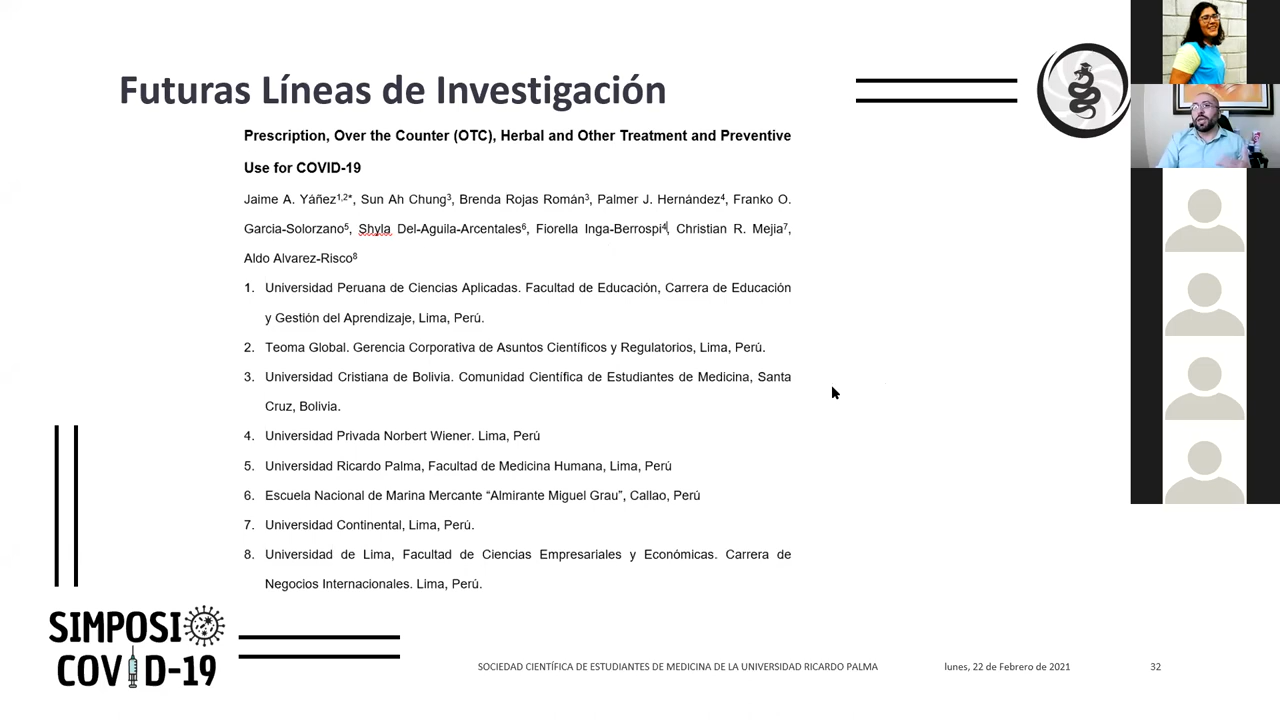 Futuras Líneas de Investigación
Prescription, Over the Counter (OTC), Herbal and Other Treatment and Preventive
Use for COVID-19
Jaime A. Yáñez1,2*, Sun Ah Chung3, Brenda Rojas Román3, Palmer J. Hernández4, Franko O.
Garcia-Solorzano5, Shyla Del-Aguila-Arcentales6, Fiorella Inga-Berrospi4, Christian R. Mejia7,
Aldo Alvarez-Risco8
1. Universidad Peruana de Ciencias Aplicadas. Facultad de Educación, Carrera de Educación
y Gestión del Aprendizaje, Lima, Perú.
2. Teoma Global. Gerencia Corporativa de Asuntos Científicos y Regulatorios, Lima, Perú.
3. Universidad Cristiana de Bolivia. Comunidad Científica de Estudiantes de Medicina, Santa
Cruz, Bolivia.
4. Universidad Privada Norbert Wiener. Lima, Perú
5. Universidad Ricardo Palma, Facultad de Medicina Humana, Lima, Perú
6. Escuela Nacional de Marina Mercante “Almirante Miguel Grau”, Callao, Perú
7. Universidad Continental, Lima, Perú.
8. Universidad de Lima, Facultad de Ciencias Empresariales y Económicas. Carrera de
Negocios Internacionales. Lima, Perú.
SIMPOSIO
COVID-19
SOCIEDAD CIENTÍFICA DE ESTUDIANTES DE MEDICINA DE LA UNIVERSIDAD RICARDO PALMA
lunes, 22 de Febrero de 2021
32